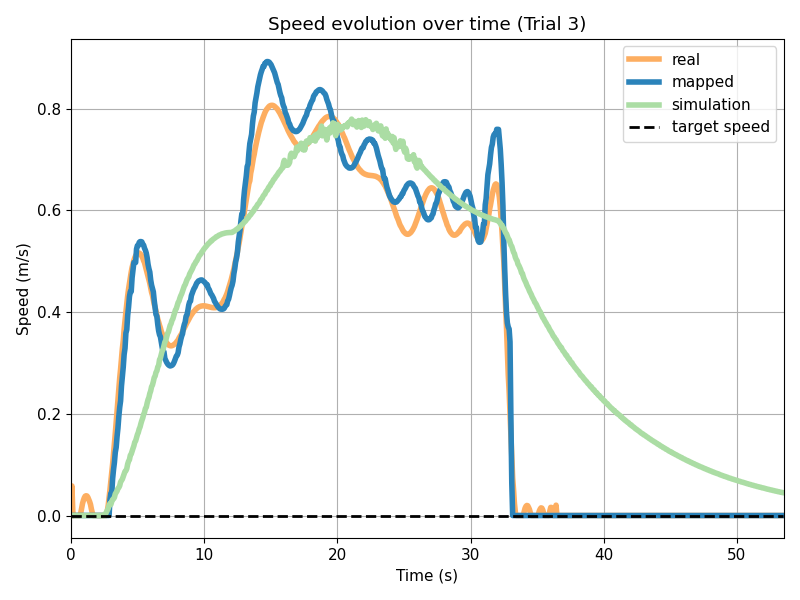 Speed evolution over time (Trial 3)
real
mapped
simulation
target speed
Speed (m/s)
0.8
0.6
0.4
0.2
0.0
0 10 20 30 40 50
Time (s)